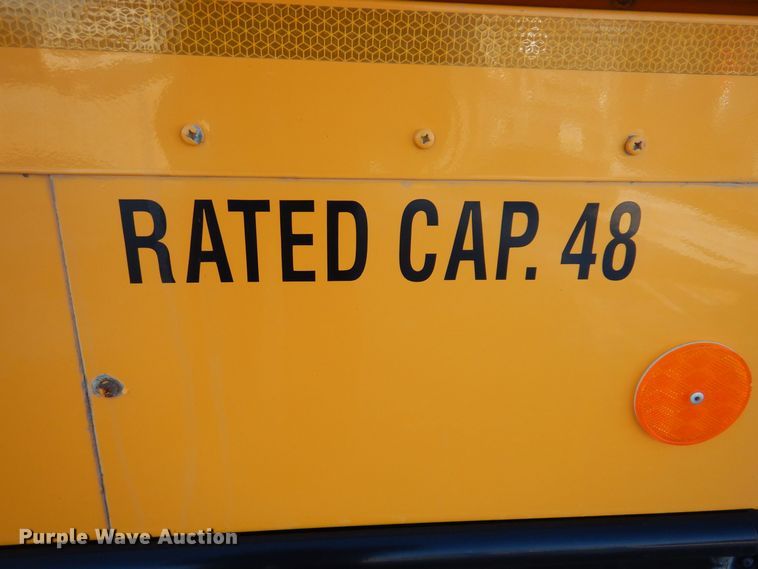 RATED CAP. 48
Purple Wave Auction